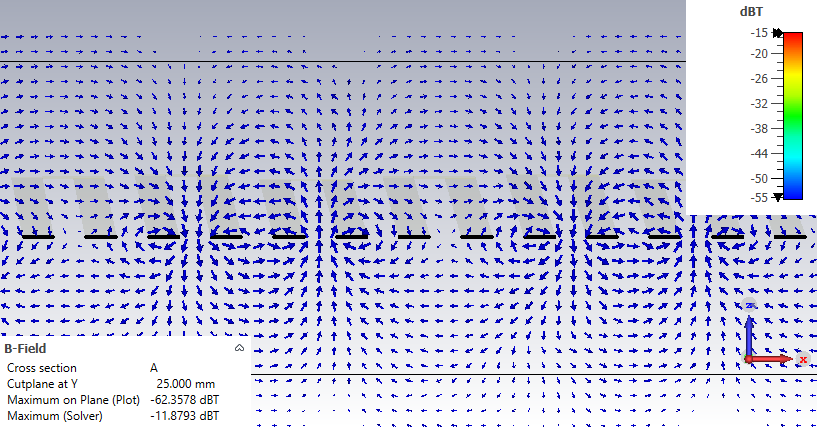 dBT
-15
-20
-26
-32
-38
-44
-50
-55
x
B-Field
Cross section A
Cutplane at Y 25.000 mm
Maximum on Plane (Plot) -62.3578 dBT
Maximum (Solver) -11.8793 dBT